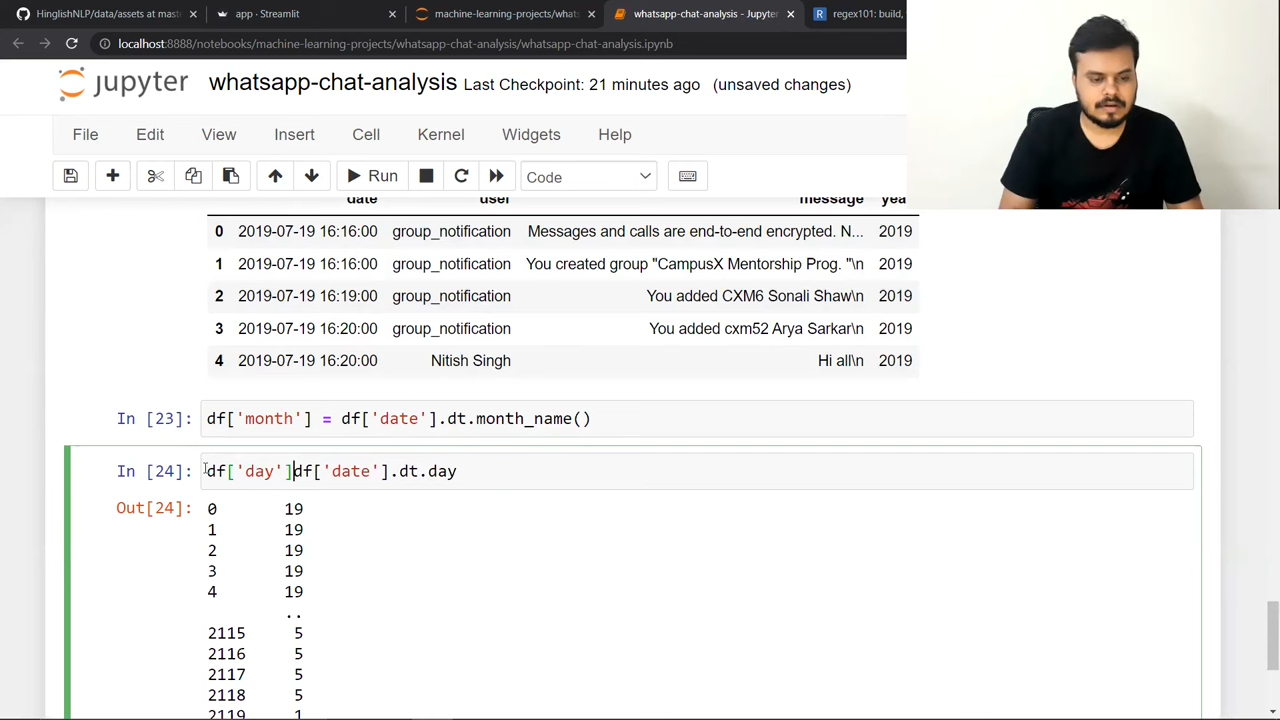 HinglishNLP/data/assets at mast
app · Streamlit
machine-learning-projects/whats
whatsapp-chat-analysis - Jupyter
R regex101: build,
localhost:8888/notebooks/machine-learning-projects/whatsapp-chat-analysis/whatsapp-chat-analysis.ipynb
jupyter whatsapp-chat-analysis Last Checkpoint: 21 minutes ago (unsaved changes)
File Edit View Insert Cell Kernel Widgets Help
Run Code
date user message yea
0 2019-07-19 16:16:00 group_notification Messages and calls are end-to-end encrypted. N... 2019
1 2019-07-19 16:16:00 group_notification You created group "CampusX Mentorship Prog. "\n 2019
2 2019-07-19 16:19:00 group_notification You added CXM6 Sonali Shaw\n 2019
3 2019-07-19 16:20:00 group_notification You added cxm52 Arya Sarkar\n 2019
4 2019-07-19 16:20:00 Nitish Singh Hi all\n 2019
In [23]: df['month'] = df['date'].dt.month_name()
In [24]: df['day']df['date'].dt.day
Out[24]: 0 19
1 19
2 19
3 19
4 19
..
2115 5
2116 5
2117 5
2118 5
2119 1